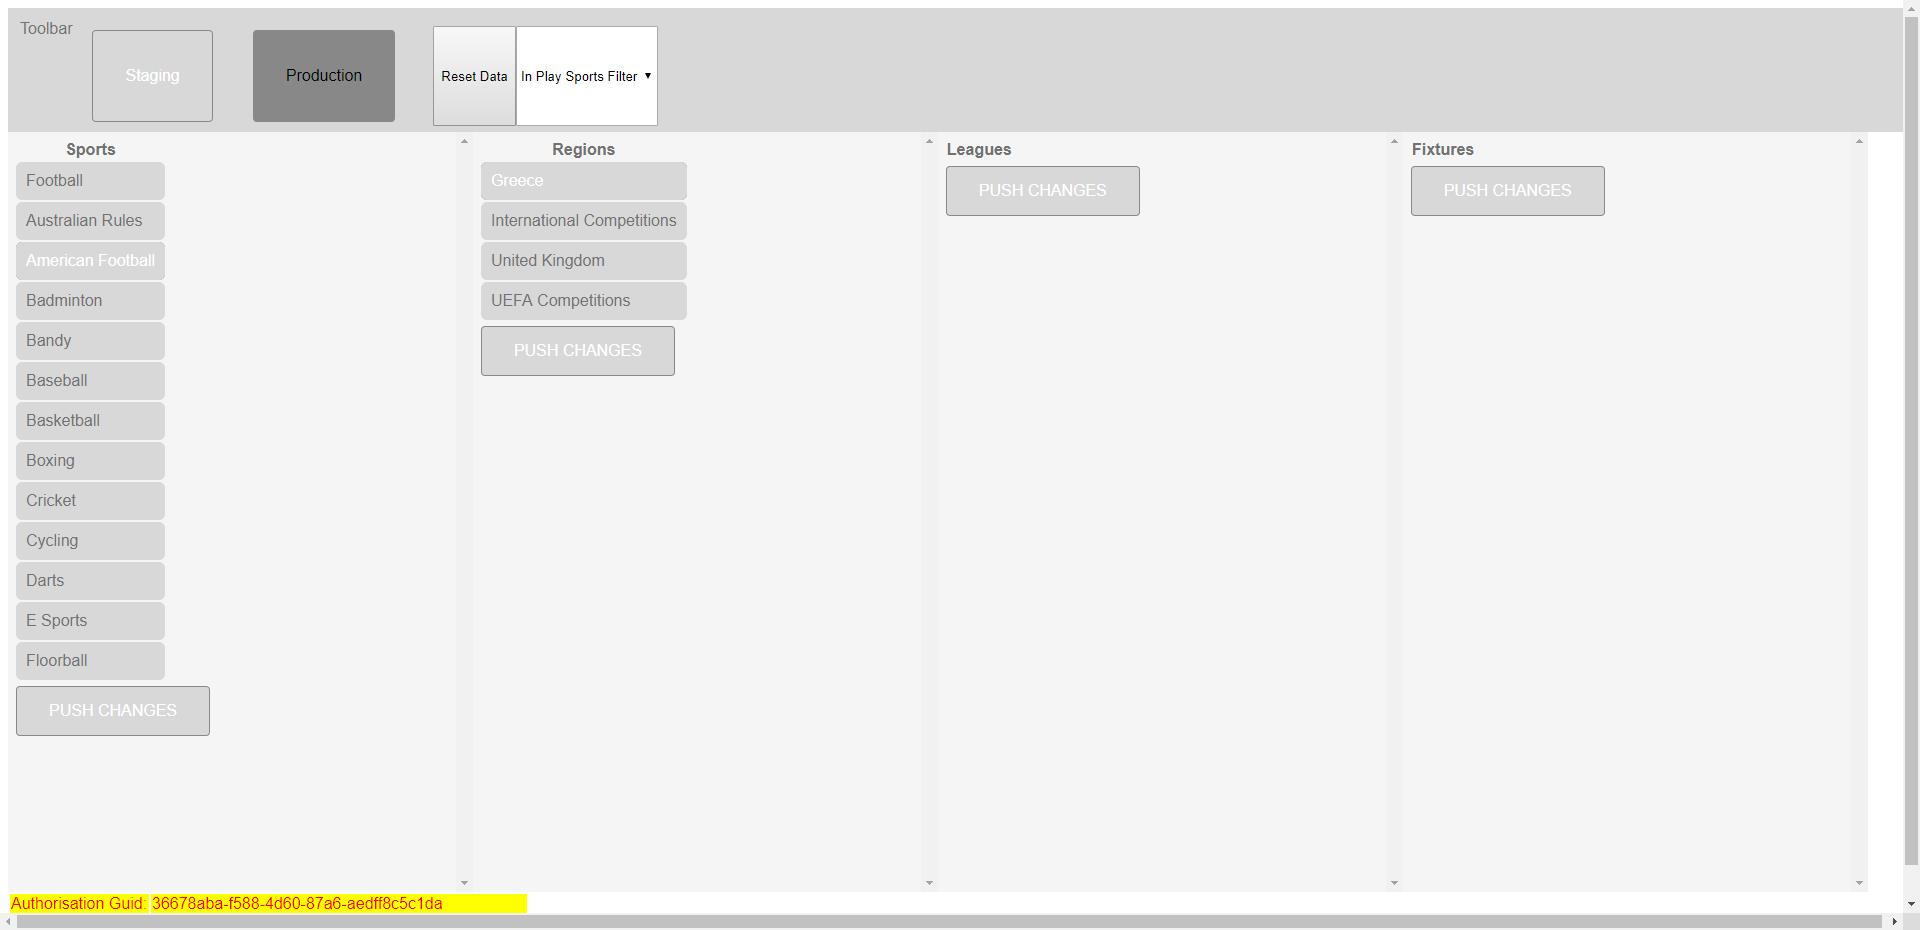 Toolbar
Staging
Production
Reset Data
In Play Sports Filter
Sports
Football
Australian Rules
American Football
Badminton
Bandy
Baseball
Basketball
Boxing
Cricket
Cycling
Darts
E Sports
Floorball
PUSH CHANGES
Regions
Greece
International Competitions
United Kingdom
UEFA Competitions
PUSH CHANGES
Leagues
PUSH CHANGES
Fixtures
PUSH CHANGES
Authorisation Guid: 36678aba-f588-4d60-87a6-aedff8c5c1da